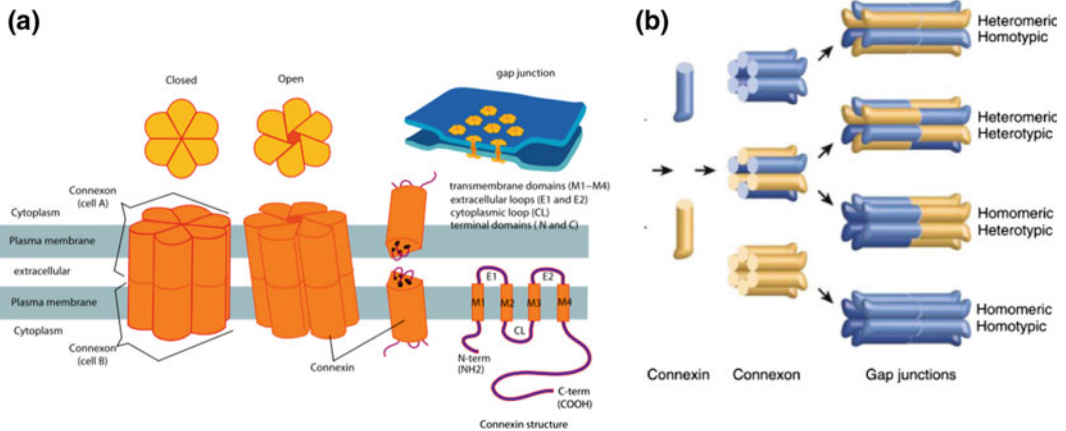 (a)
Closed
Open
gap junction
Connexon
(cell A)
Cytoplasm
Plasma membrane
extracellular
Plasma membrane
Cytoplasm
Connexon
(cell B)
Connexin
transmembrane domains (M1–M4)
extracellular loops (E1 and E2)
cytoplasmic loop (CL)
terminal domains ( N and C)
E1
E2
M1
M2
M3
M4
CL
N-term
(NH2)
C-term
(COOH)
Connexin structure
(b)
Heteromeric
Homotypic
Heteromeric
Heterotypic
Homomeric
Heterotypic
Homomeric
Homotypic
Connexin
Connexon
Gap junctions